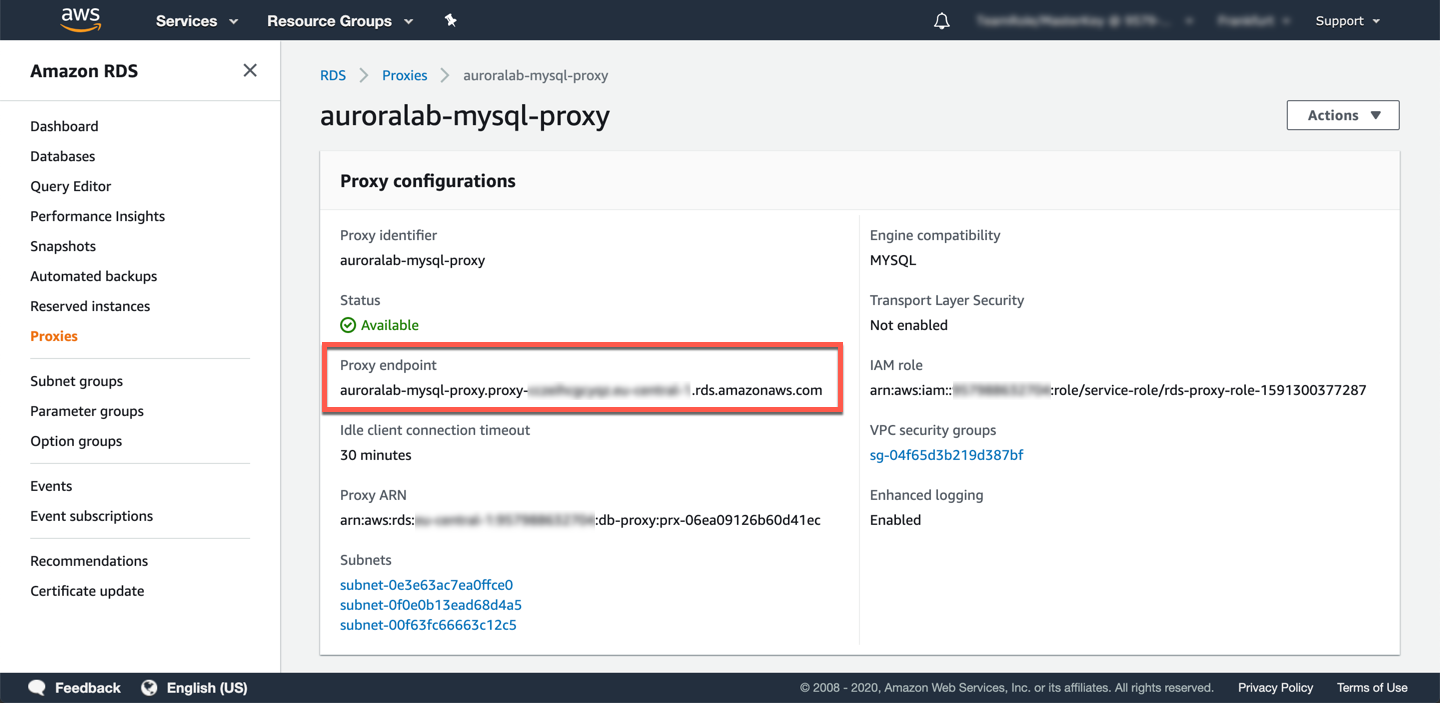 aws
Services
Resource Groups
Support
Amazon RDS
Dashboard
Databases
Query Editor
Performance Insights
Snapshots
Automated backups
Reserved instances
Proxies
Subnet groups
Parameter groups
Option groups
Events
Event subscriptions
Recommendations
Certificate update
RDS > Proxies > auroralab-mysql-proxy
auroralab-mysql-proxy
Actions
Proxy configurations
Proxy identifier
auroralab-mysql-proxy
Status
Available
Proxy endpoint
auroralab-mysql-proxy.proxy- .rds.amazonaws.com
Idle client connection timeout
30 minutes
Proxy ARN
arn:aws:rds: :db-proxy:prx-06ea09126b60d41ec
Subnets
subnet-0e3e63ac7ea0ffce0
subnet-0f0e0b13ead68d4a5
subnet-00f63fc66663c12c5
Engine compatibility
MYSQL
Transport Layer Security
Not enabled
IAM role
arn:aws:iam:: :role/service-role/rds-proxy-role-1591300377287
VPC security groups
sg-04f65d3b219d387bf
Enhanced logging
Enabled
Feedback
English (US)
© 2008 - 2020, Amazon Web Services, Inc. or its affiliates. All rights reserved.
Privacy Policy
Terms of Use